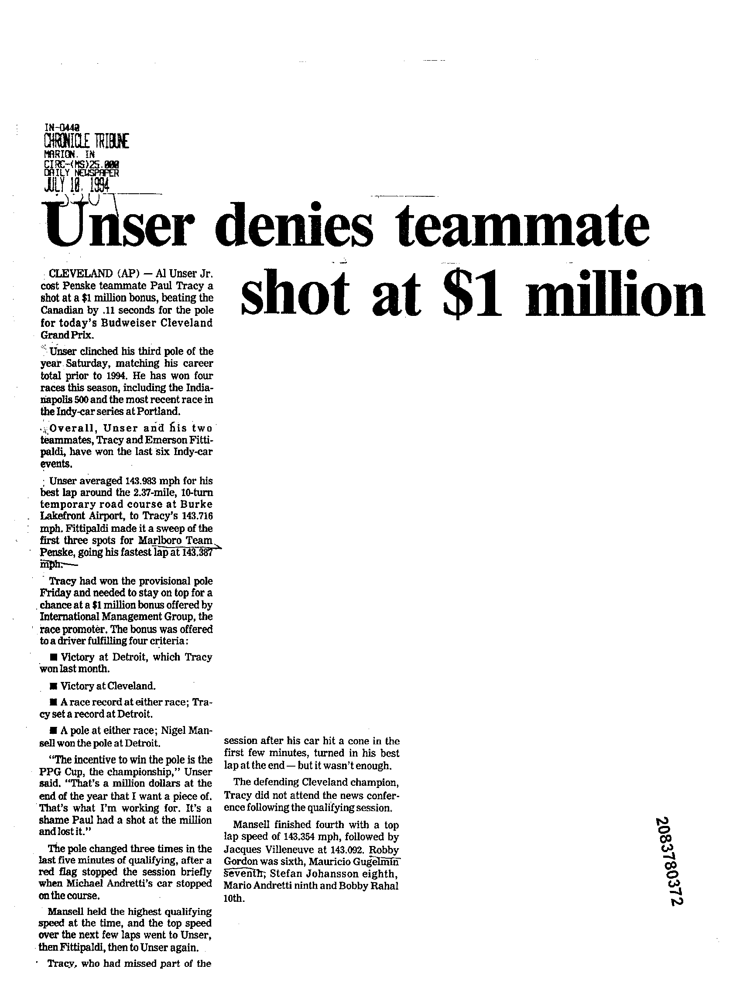 IN-0440
CHRONICLE TRIBUNE
MARION. IN
CIRC-(MS)25.000
DAILY NEWSPAPER
JULY 10. 1994
Unser denies teammate
shot at $1 million
CLEVELAND (AP) — Al Unser Jr.
cost Penske teammate Paul Tracy a
shot at a $1 million bonus, beating the
Canadian by .11 seconds for the pole
for today's Budweiser Cleveland
Grand Prix.
Unser clinched his third pole of the
year Saturday, matching his career
total prior to 1994. He has won four
races this season, including the India-
napolis 500 and the most recent race in
the Indy-car series at Portland.
Overall, Unser and his two
teammates, Tracy and Emerson Fitti-
paldi, have won the last six Indy-car
events.
Unser averaged 143.983 mph for his
best lap around the 2.37-mile, 10-turn
temporary road course at Burke
Lakefront Airport, to Tracy's 143.716
mph. Fittipaldi made it a sweep of the
first three spots for Marlboro Team
Penske, going his fastest lap at 143.387
mph.
Tracy had won the provisional pole
Friday and needed to stay on top for a
chance at a $1 million bonus offered by
International Management Group, the
race promoter. The bonus was offered
to a driver fulfilling four criteria:
■ Victory at Detroit, which Tracy
won last month.
■ Victory at Cleveland.
■ A race record at either race; Tra-
cy set a record at Detroit.
■ A pole at either race; Nigel Man-
sell won the pole at Detroit.
"The incentive to win the pole is the
PPG Cup, the championship," Unser
said. "That's a million dollars at the
end of the year that I want a piece of.
That's what I'm working for. It's a
shame Paul had a shot at the million
and lost it."
The pole changed three times in the
last five minutes of qualifying, after a
red flag stopped the session briefly
when Michael Andretti's car stopped
on the course.
Mansell held the highest qualifying
speed at the time, and the top speed
over the next few laps went to Unser,
then Fittipaldi, then to Unser again.
Tracy, who had missed part of the
session after his car hit a cone in the
first few minutes, turned in his best
lap at the end — but it wasn't enough.
The defending Cleveland champion,
Tracy did not attend the news confer-
ence following the qualifying session.
Mansell finished fourth with a top
lap speed of 143,354 mph, followed by
Jacques Villeneuve at 143.092. Robby
Gordon was sixth, Mauricio Gugelmin
seventh, Stefan Johansson eighth,
Mario Andretti ninth and Bobby Rahal
10th.
2083780372